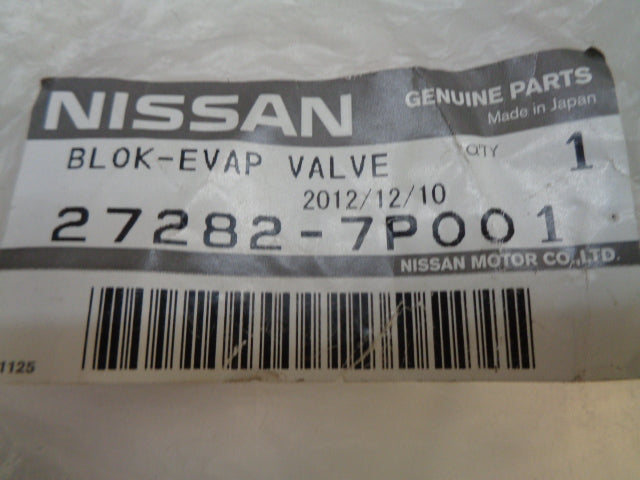 NISSAN
GENUINE PARTS
Made in Japan
BLOK-EVAP VALVE
Q'TY 1
2012/12/10
27282-7P001
NISSAN MOTOR CO.,LTD.
1125